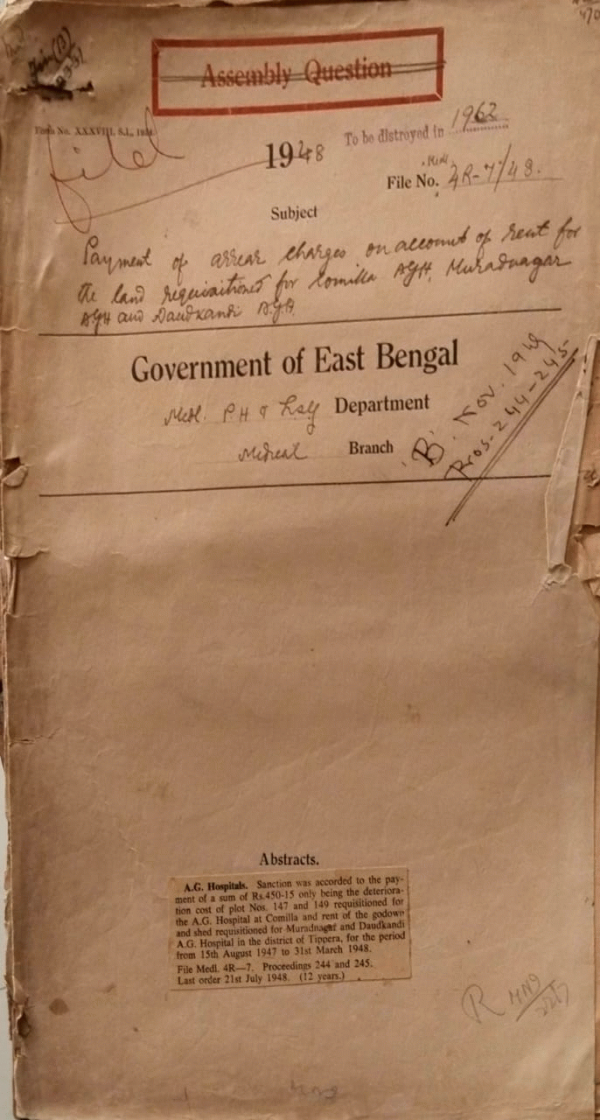 Assembly Question
To be distroyed in 1962
filed
1948
File No. 4R-7/48.
Subject
Payment of arrear charges on account of rent for
the land requisitioned for Comilla AGH, Muradnagar
AGH and Daudkandi AGH.
Government of East Bengal
Medl. PH & LSG Department
Medical Branch
'B'. Nov. 1949
Pros-244-245-
Abstracts.
A.G. Hospitals. Sanction was accorded to the pay-
ment of a sum of Rs.450-15 only being the deteriora-
tion cost of plot Nos. 147 and 149 requisitioned for
the A.G. Hospital at Comilla and rent of the godown
and shed requisitioned for Muradnagar and Daudkandi
A.G. Hospital in the district of Tippera, for the period
from 15th August 1947 to 31st March 1948.
File Medl. 4R—7. Proceedings 244 and 245.
Last order 21st July 1948. (12 years.)
R